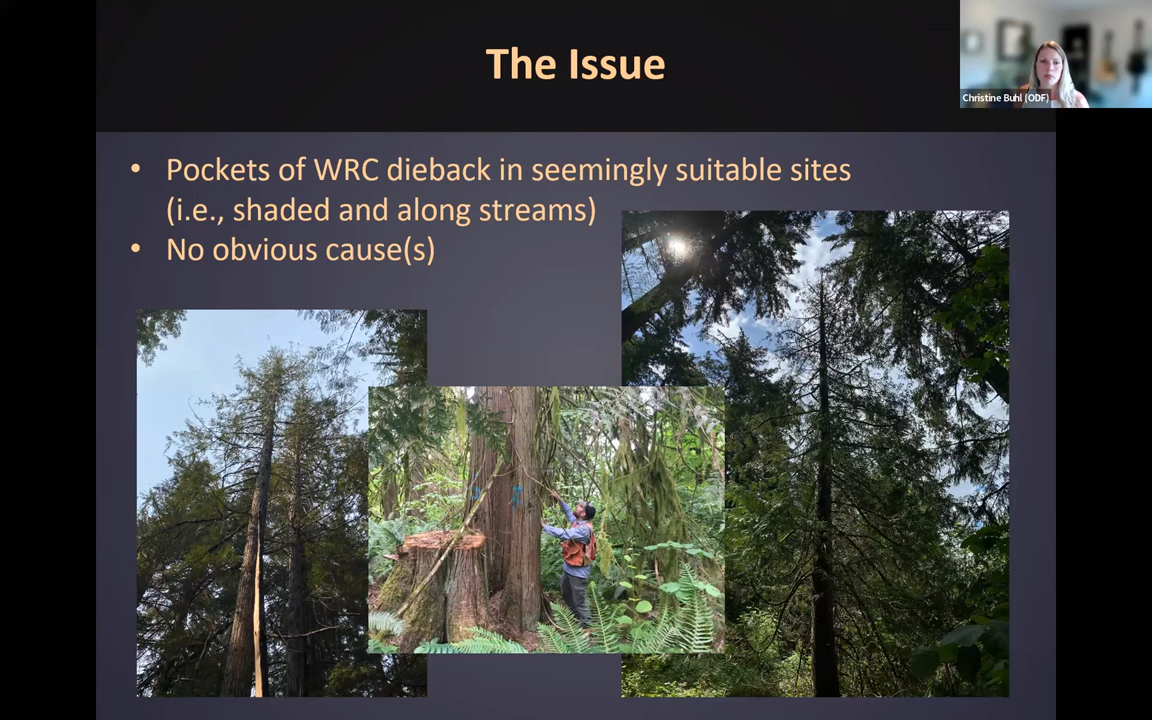 The Issue
Christine Buhl (ODF)
• Pockets of WRC dieback in seemingly suitable sites
(i.e., shaded and along streams)
• No obvious cause(s)